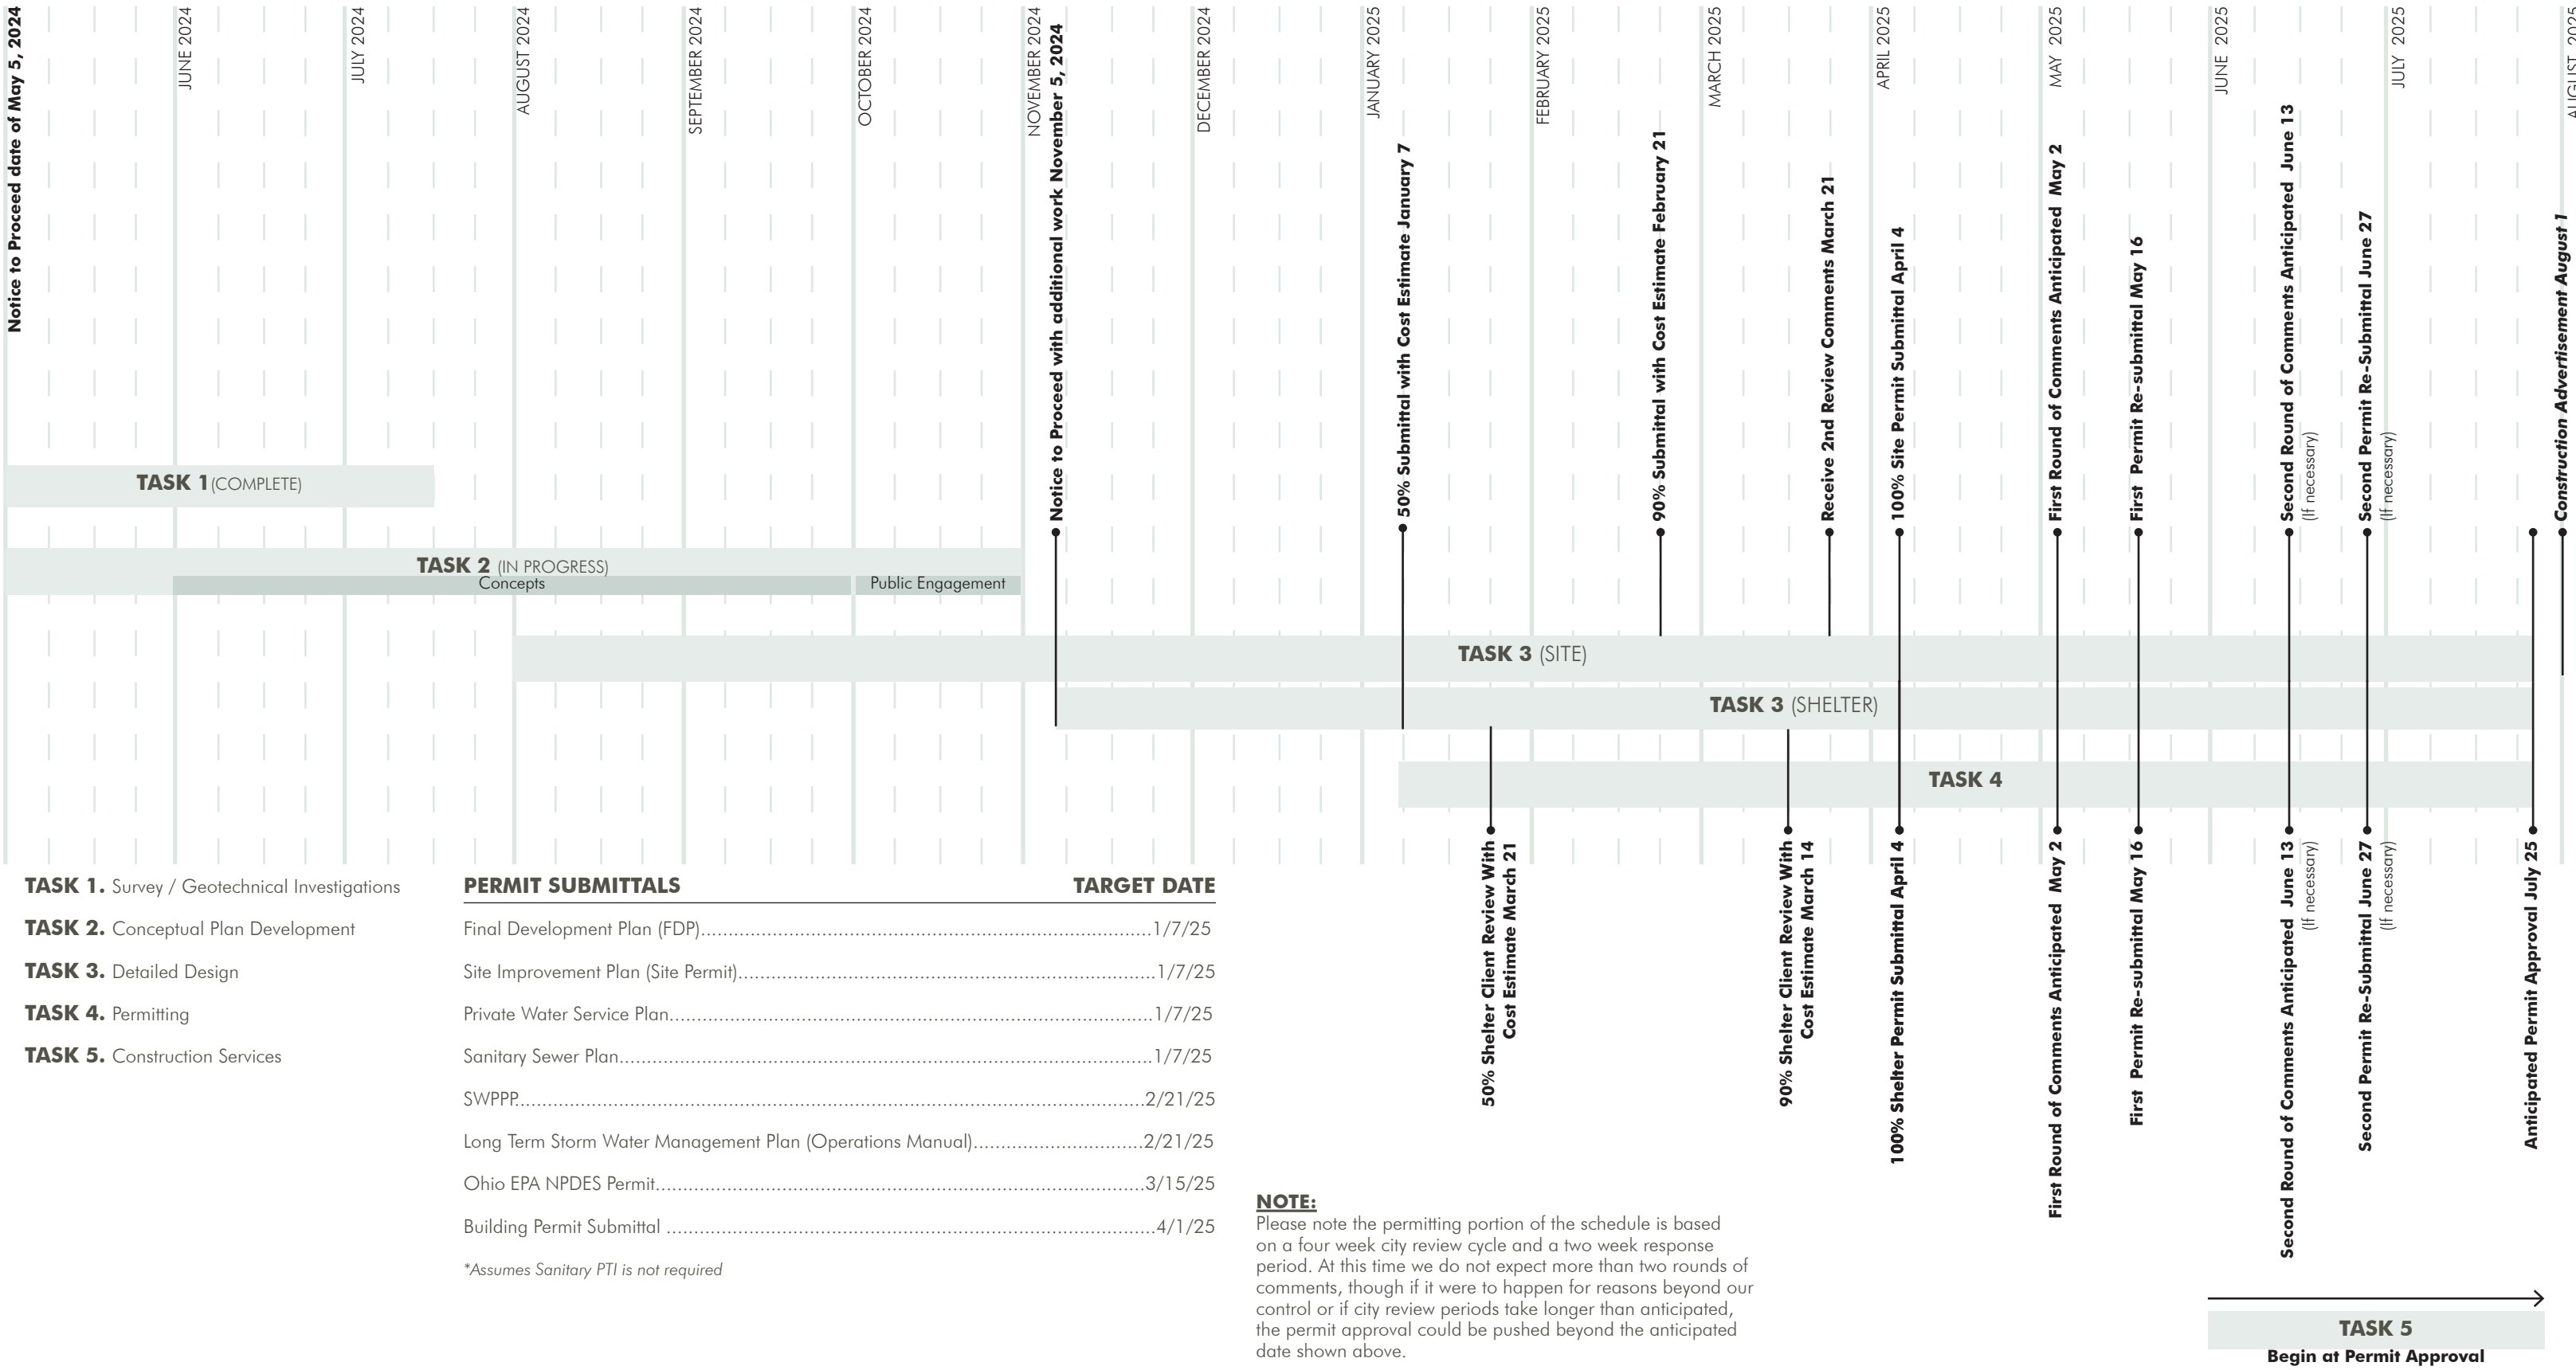 Notice to Proceed date of May 5, 2024
JUNE 2024
JULY 2024
AUGUST 2024
SEPTEMBER 2024
OCTOBER 2024
NOVEMBER 2024
Notice to Proceed with additional work November 5, 2024
DECEMBER 2024
JANUARY 2025
50% Submittal with Cost Estimate January 7
FEBRUARY 2025
90% Submittal with Cost Estimate February 21
MARCH 2025
Receive 2nd Review Comments March 21
APRIL 2025
100% Site Permit Submittal April 4
MAY 2025
First Round of Comments Anticipated May 2
First Permit Re-submittal May 16
JUNE 2025
Second Round of Comments Anticipated June 13
(If necessary)
Second Permit Re-Submittal June 27
(If necessary)
JULY 2025
AUGUST 2025
Construction Advertisement August 1
TASK 1 (COMPLETE)
TASK 2 (IN PROGRESS)
Concepts
Public Engagement
TASK 3 (SITE)
TASK 3 (SHELTER)
TASK 4
50% Shelter Client Review With
Cost Estimate March 21
90% Shelter Client Review With
Cost Estimate March 14
100% Shelter Permit Submittal April 4
First Round of Comments Anticipated May 2
First Permit Re-submittal May 16
Second Round of Comments Anticipated June 13
(If necessary)
Second Permit Re-Submittal June 27
(If necessary)
Anticipated Permit Approval July 25
TASK 1. Survey / Geotechnical Investigations
TASK 2. Conceptual Plan Development
TASK 3. Detailed Design
TASK 4. Permitting
TASK 5. Construction Services
PERMIT SUBMITTALS TARGET DATE
Final Development Plan (FDP)...1/7/25
Site Improvement Plan (Site Permit)...1/7/25
Private Water Service Plan...1/7/25
Sanitary Sewer Plan...1/7/25
SWPPP...2/21/25
Long Term Storm Water Management Plan (Operations Manual)...2/21/25
Ohio EPA NPDES Permit...3/15/25
Building Permit Submittal ...4/1/25
*Assumes Sanitary PTI is not required
NOTE:
Please note the permitting portion of the schedule is based
on a four week city review cycle and a two week response
period. At this time we do not expect more than two rounds of
comments, though if it were to happen for reasons beyond our
control or if city review periods take longer than anticipated,
the permit approval could be pushed beyond the anticipated
date shown above.
TASK 5
Begin at Permit Approval